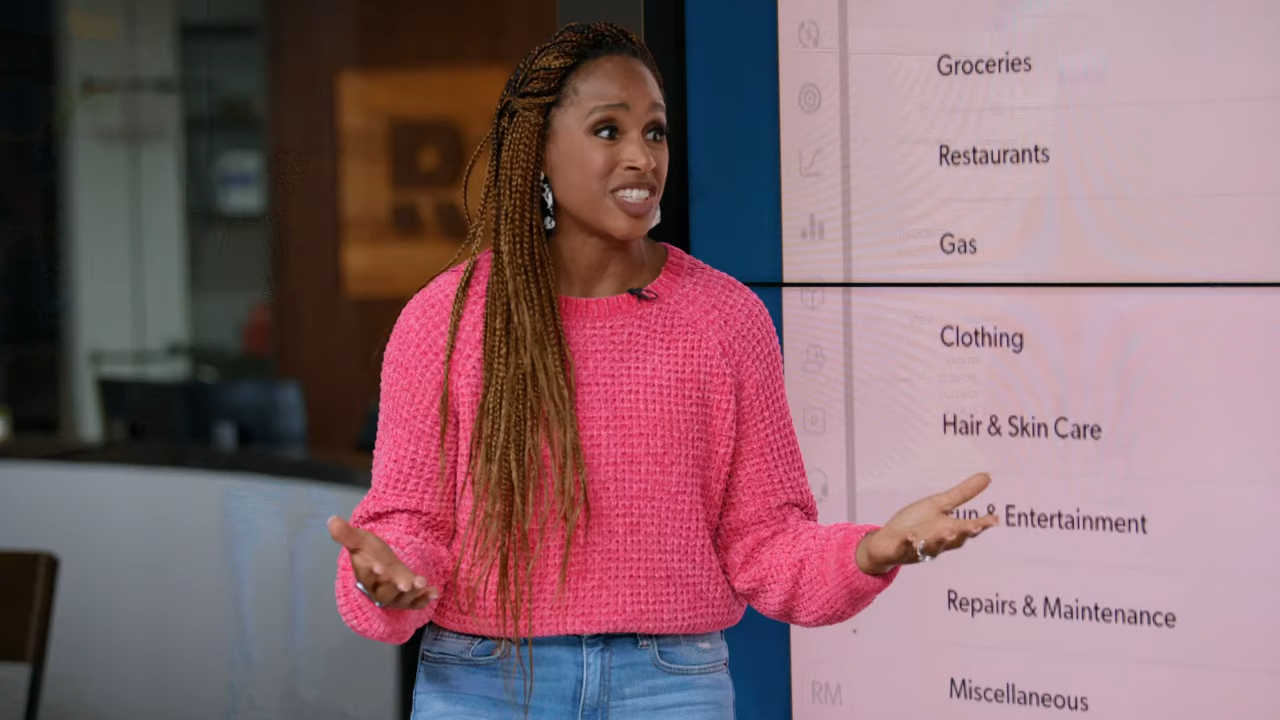 Groceries
Restaurants
Gas
Clothing
Hair & Skin Care
& Entertainment
Repairs & Maintenance
Miscellaneous
RM